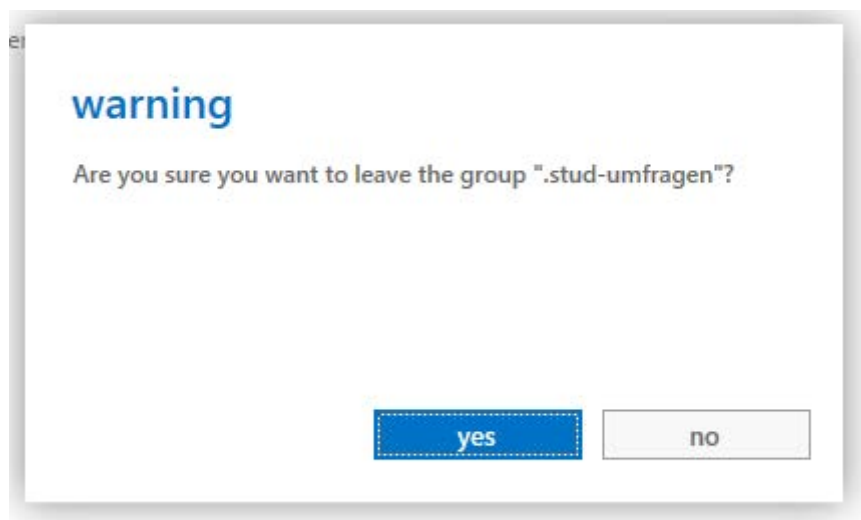 warning
Are you sure you want to leave the group ".stud-umfragen"?
yes
no